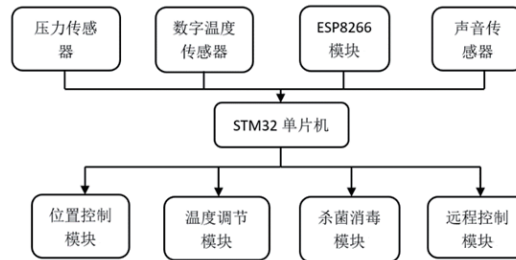 压力传感
器
数字温度
传感器
ESP8266
模块
声音传
感器
STM32 单片机
位置控制
模块
温度调节
模块
杀菌消毒
模块
远程控制
模块